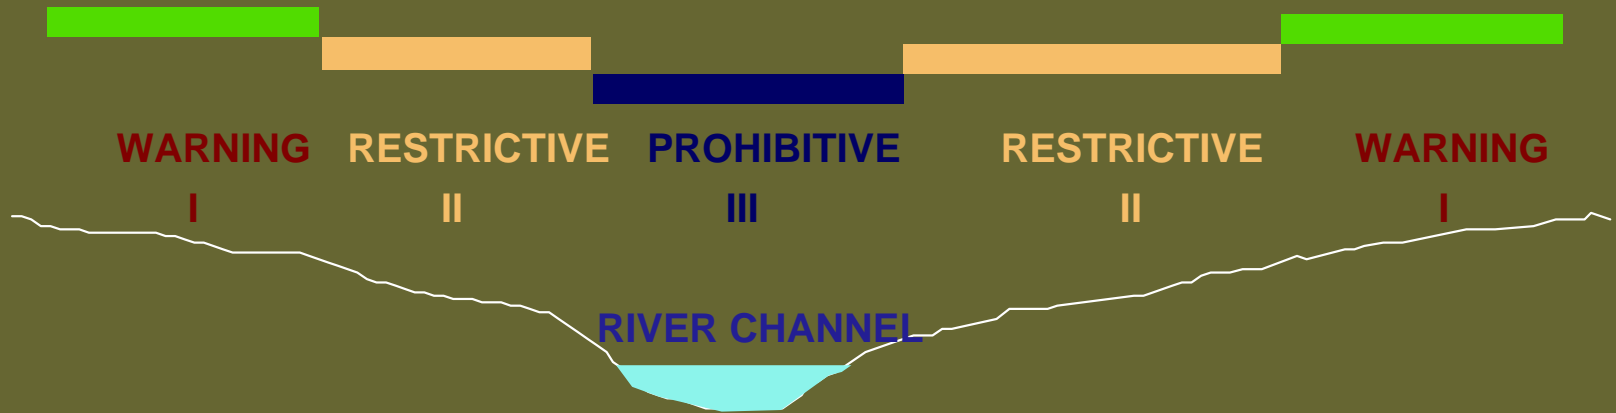 WARNING RESTRICTIVE PROHIBITIVE RESTRICTIVE WARNING
I II III II I
RIVER CHANNEL